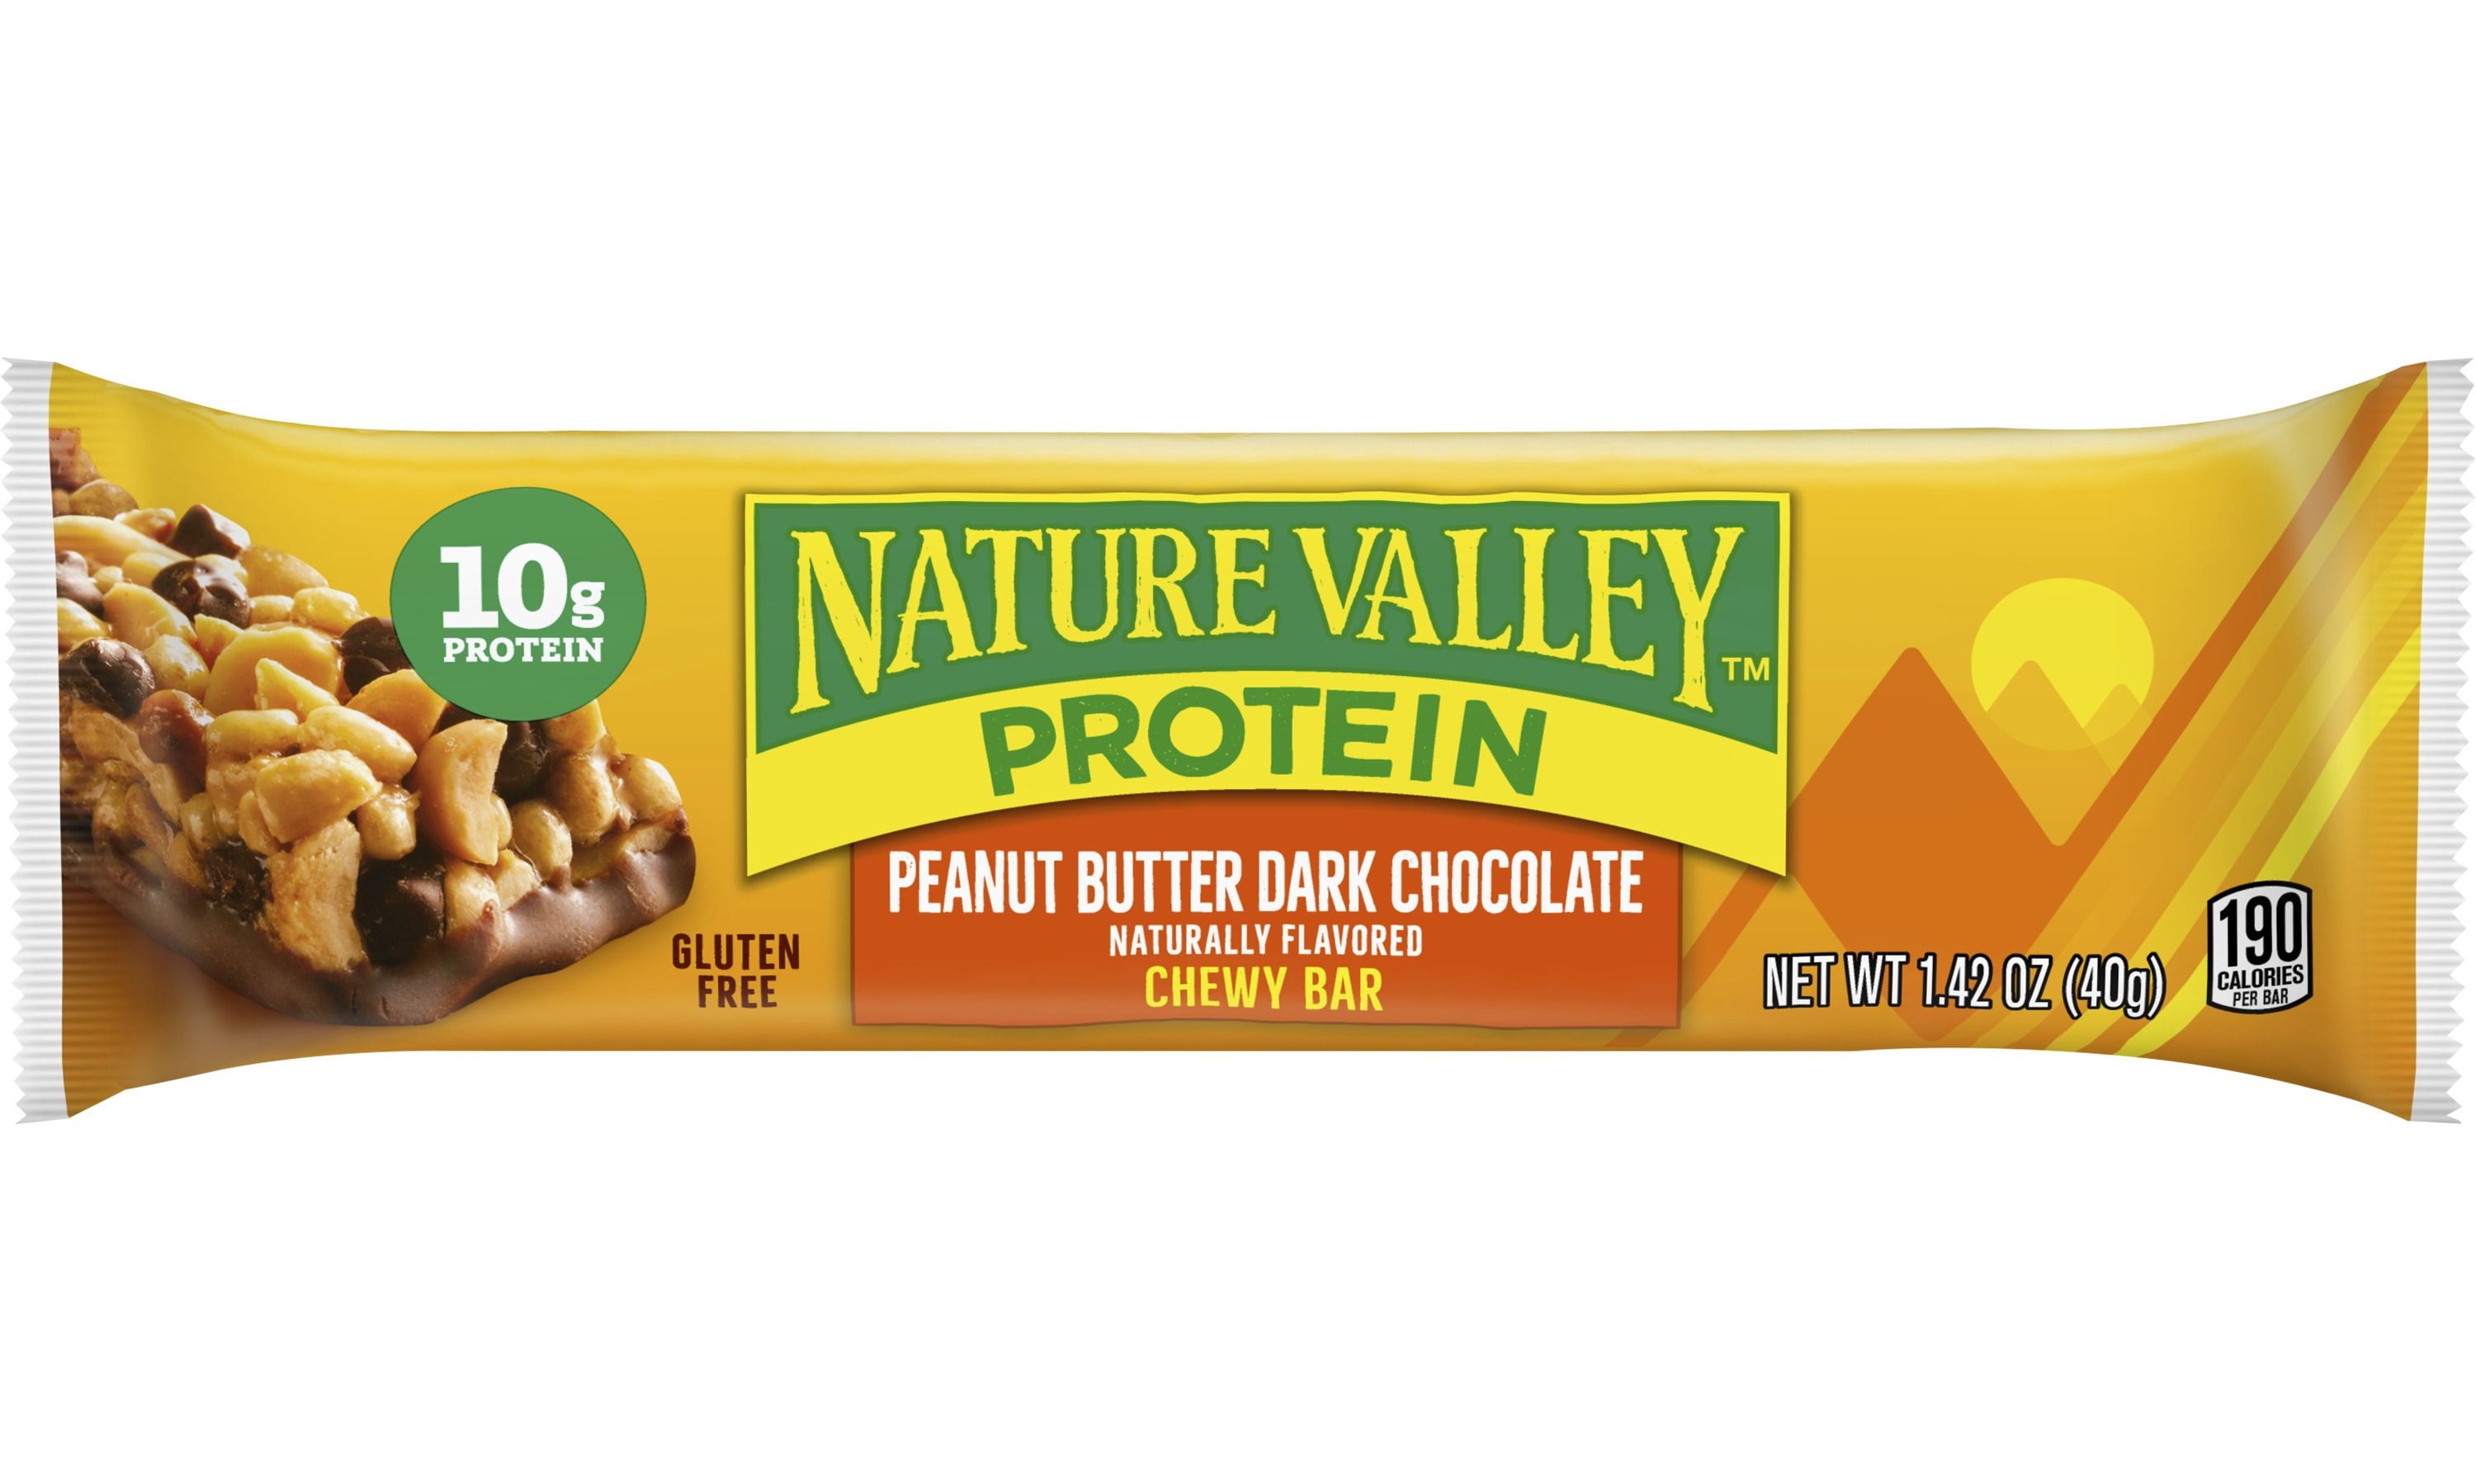 10g
PROTEIN
NATURE VALLEY™
PROTEIN
PEANUT BUTTER DARK CHOCOLATE
NATURALLY FLAVORED
CHEWY BAR
GLUTEN
FREE
NET WT 1.42 OZ (40g)
190
CALORIES
PER BAR